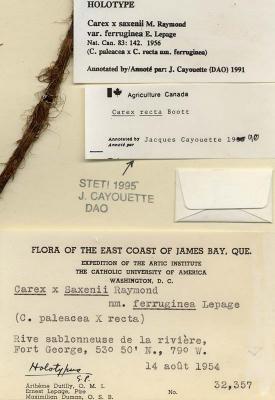 HOLOTYPE
Carex x saxenii M. Raymond
var. ferruginea E. Lepage
Nat. Can. 83: 142. 1956
(C. paleacea x C. recta nm. ferruginea)
Annotated by/Annoté par: J. Cayouette (DAO) 1991
Agriculture Canada
Carex recta Boott
Annotated by
Annoté par
Jacques Cayouette
STET! 1995
J. CAYOUETTE
DAO
FLORA OF THE EAST COAST OF JAMES BAY, QUE.
EXPEDITION OF THE ARTIC INSTITUTE
THE CATHOLIC UNIVERSITY OF AMERICA
WASHINGTON, D. C.
Carex x Saxenii Raymond
nm. ferruginea Lepage
(C. paleacea X recta)
Rive sablonneuse de la rivière,
Fort George, 530 50' N., 790 W.
14 août 1954
Holotypus
Arthème Dutilly, O. M. I.
Ernest Lepage, Ptre
Maximilian Duman, O. S. B.
No.
32,357